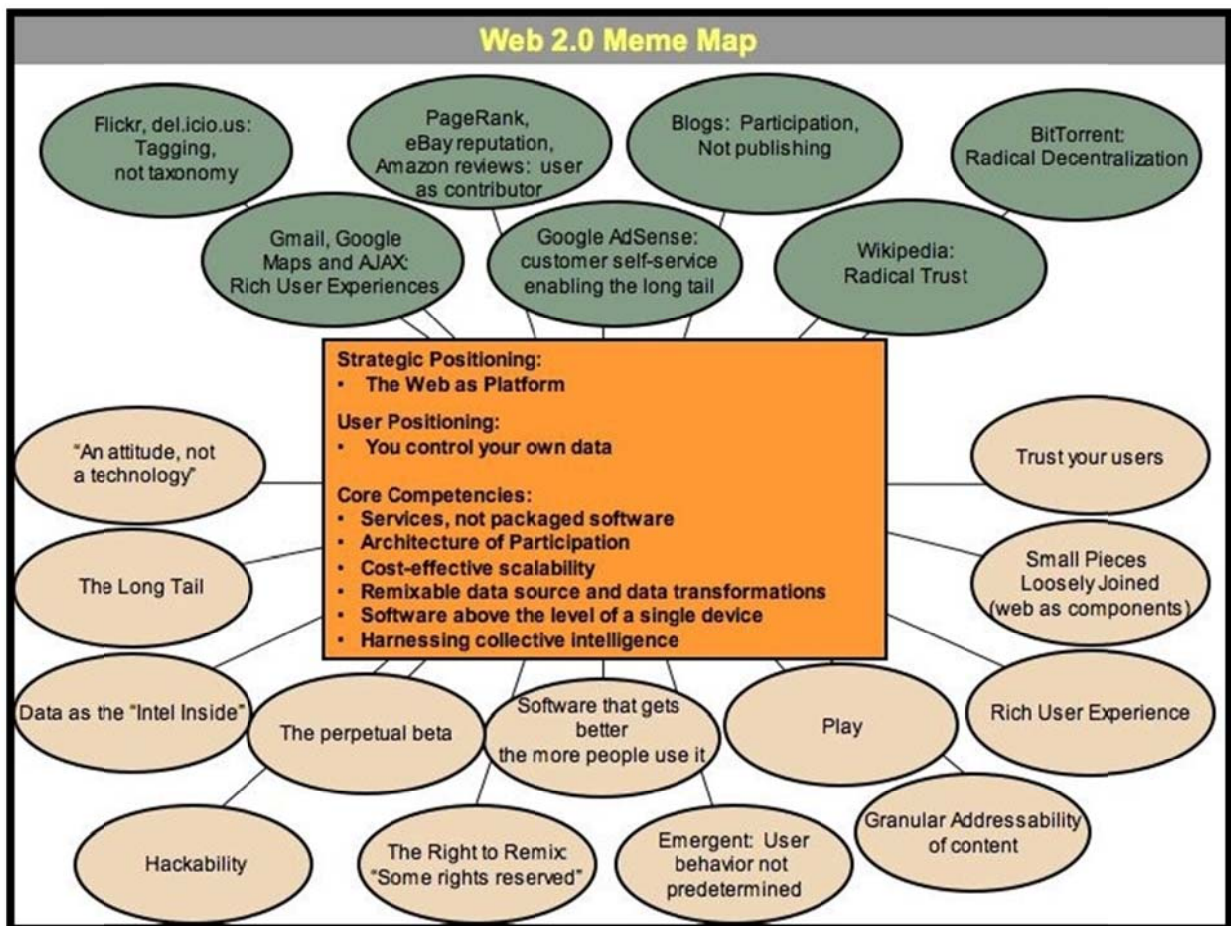 Web 2.0 Meme Map
Flickr, del.icio.us:
Tagging,
not taxonomy
PageRank,
eBay reputation,
Amazon reviews: user
as contributor
Blogs: Participation,
Not publishing
BitTorrent:
Radical Decentralization
Gmail, Google
Maps and AJAX:
Rich User Experiences
Google AdSense:
customer self-service
enabling the long tail
Wikipedia:
Radical Trust
Strategic Positioning:
• The Web as Platform
User Positioning:
• You control your own data
Core Competencies:
• Services, not packaged software
• Architecture of Participation
• Cost-effective scalability
• Remixable data source and data transformations
• Software above the level of a single device
• Harnessing collective intelligence
“An attitude, not
a technology”
Trust your users
The Long Tail
Small Pieces
Loosely Joined
(web as components)
Data as the “Intel Inside”
The perpetual beta
Software that gets
better
the more people use it
Play
Rich User Experience
Hackability
The Right to Remix:
“Some rights reserved”
Emergent: User
behavior not
predetermined
Granular Addressability
of content